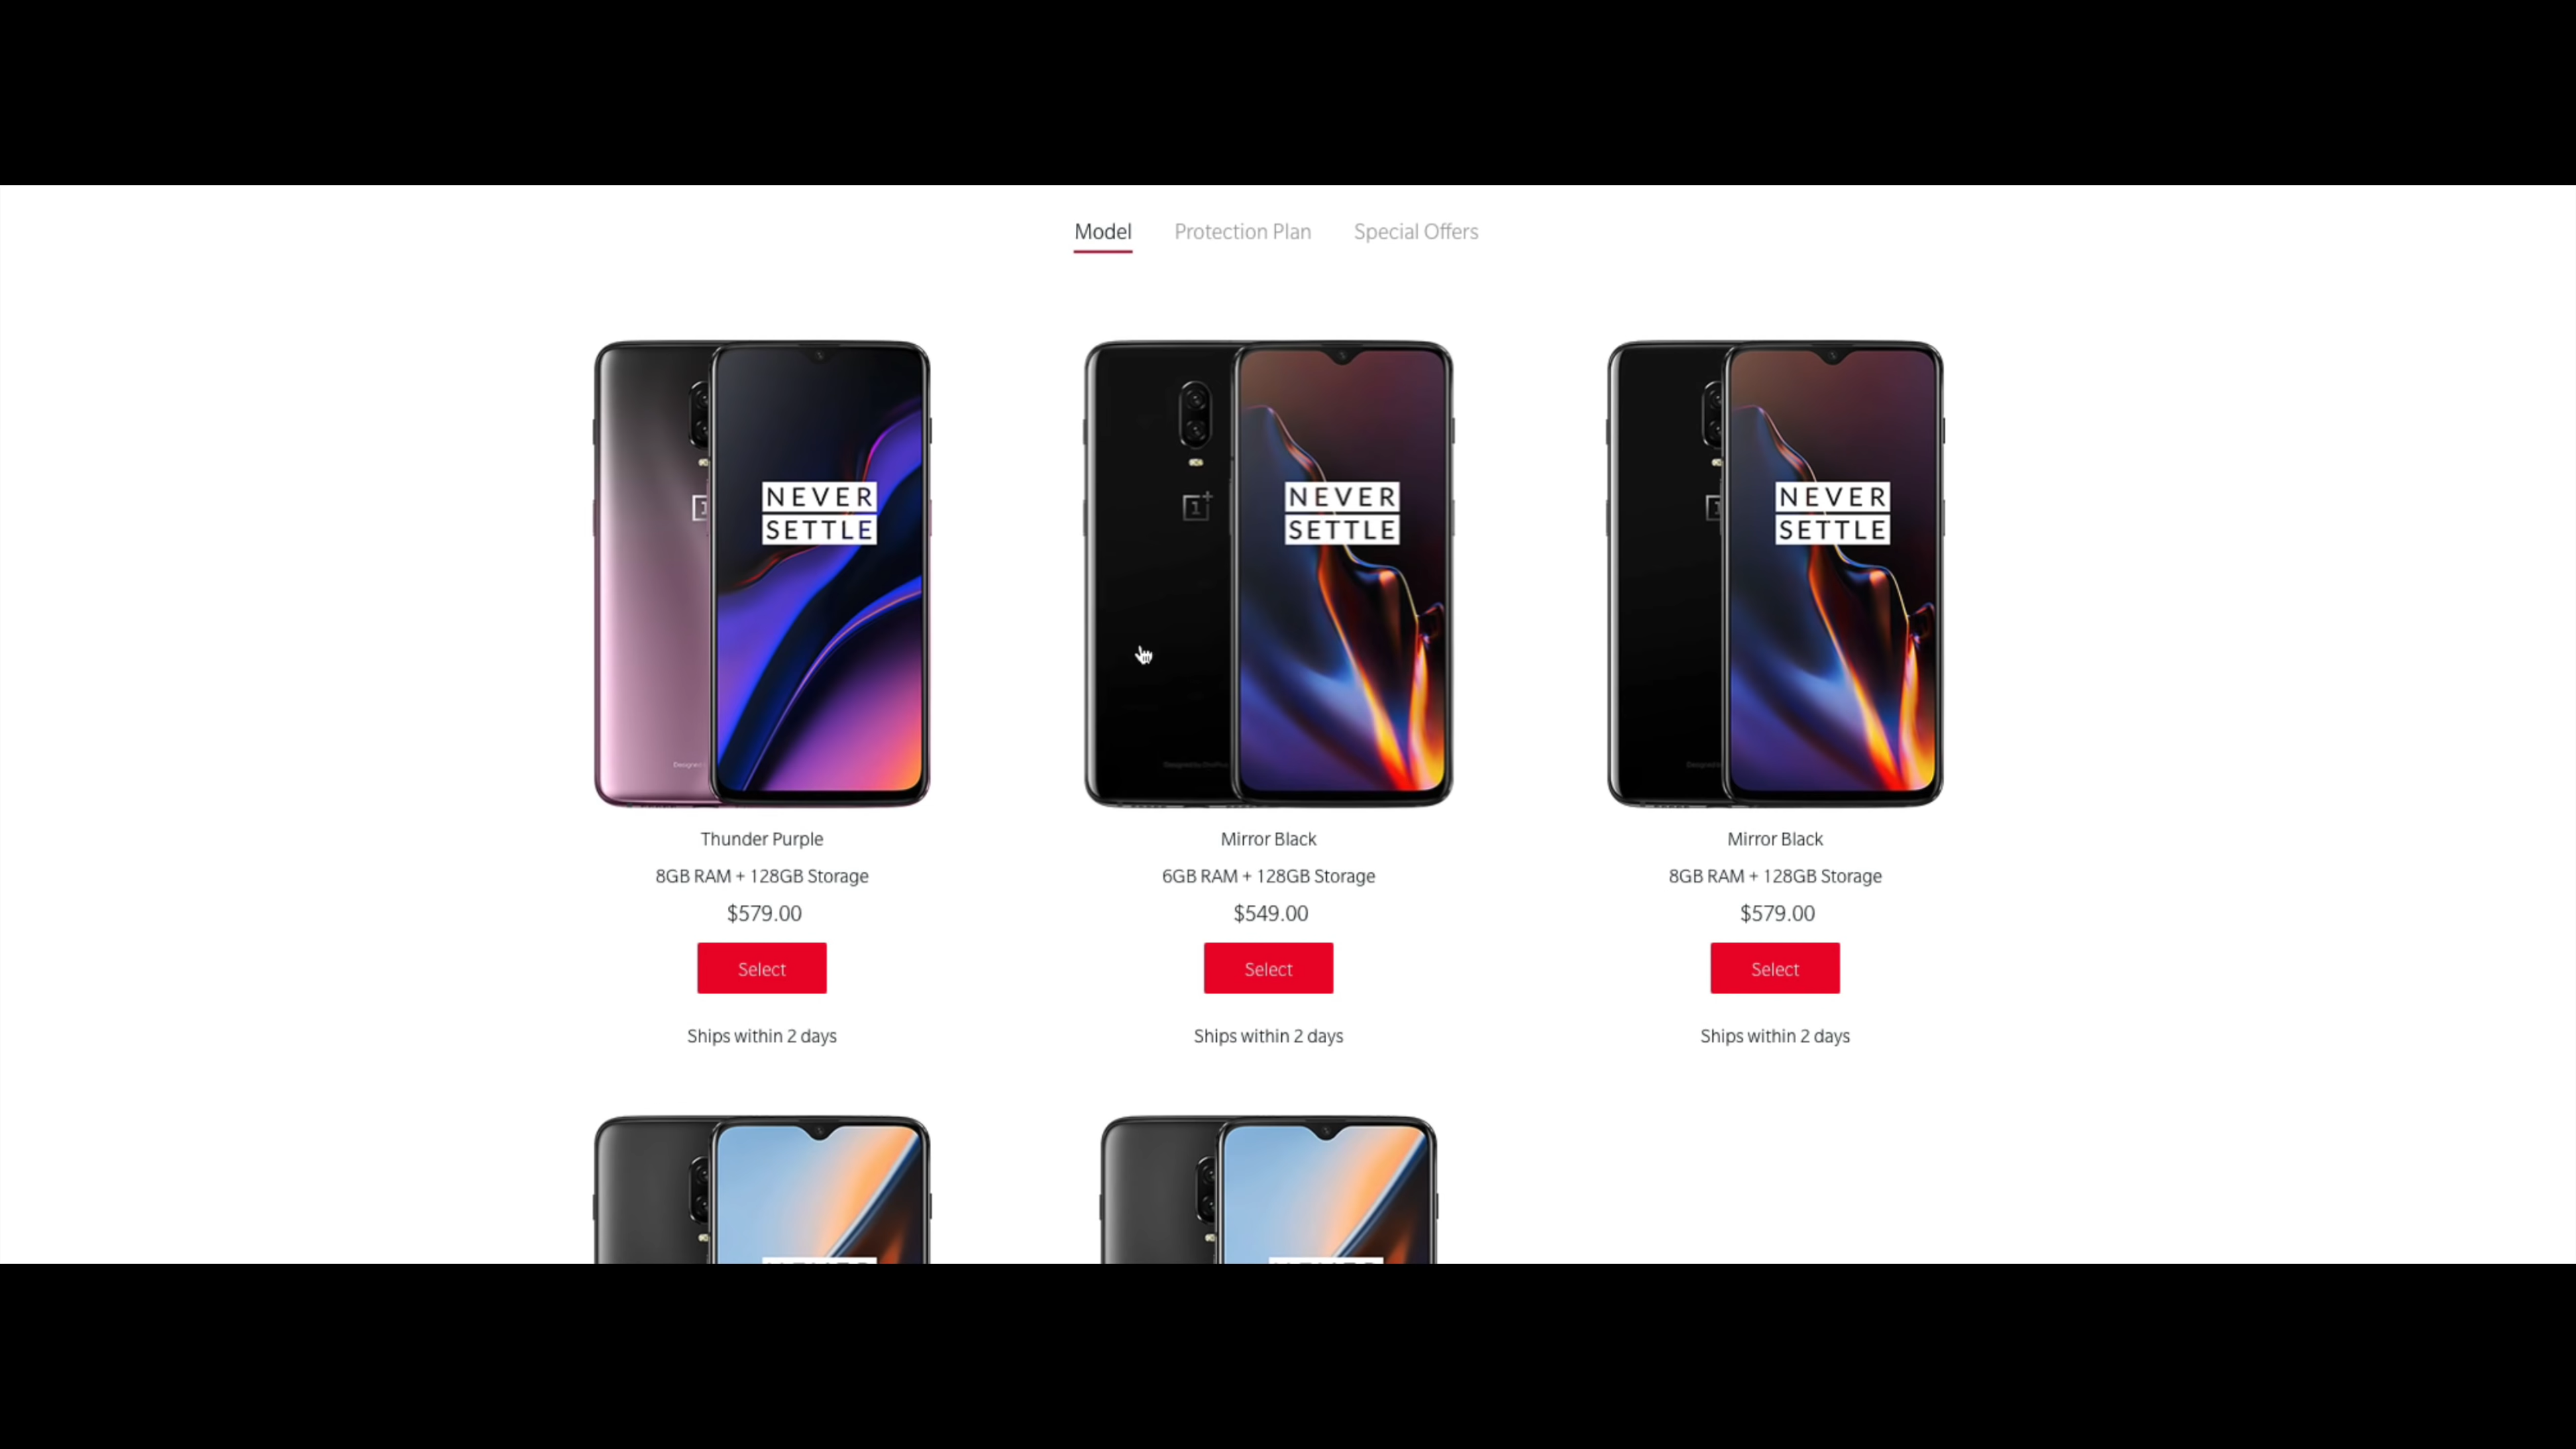 Model Protection Plan Special Offers
NEVER
SETTLE
NEVER
SETTLE
NEVER
SETTLE
Thunder Purple
8GB RAM + 128GB Storage
$579.00
Select
Ships within 2 days
Mirror Black
6GB RAM + 128GB Storage
$549.00
Select
Ships within 2 days
Mirror Black
8GB RAM + 128GB Storage
$579.00
Select
Ships within 2 days